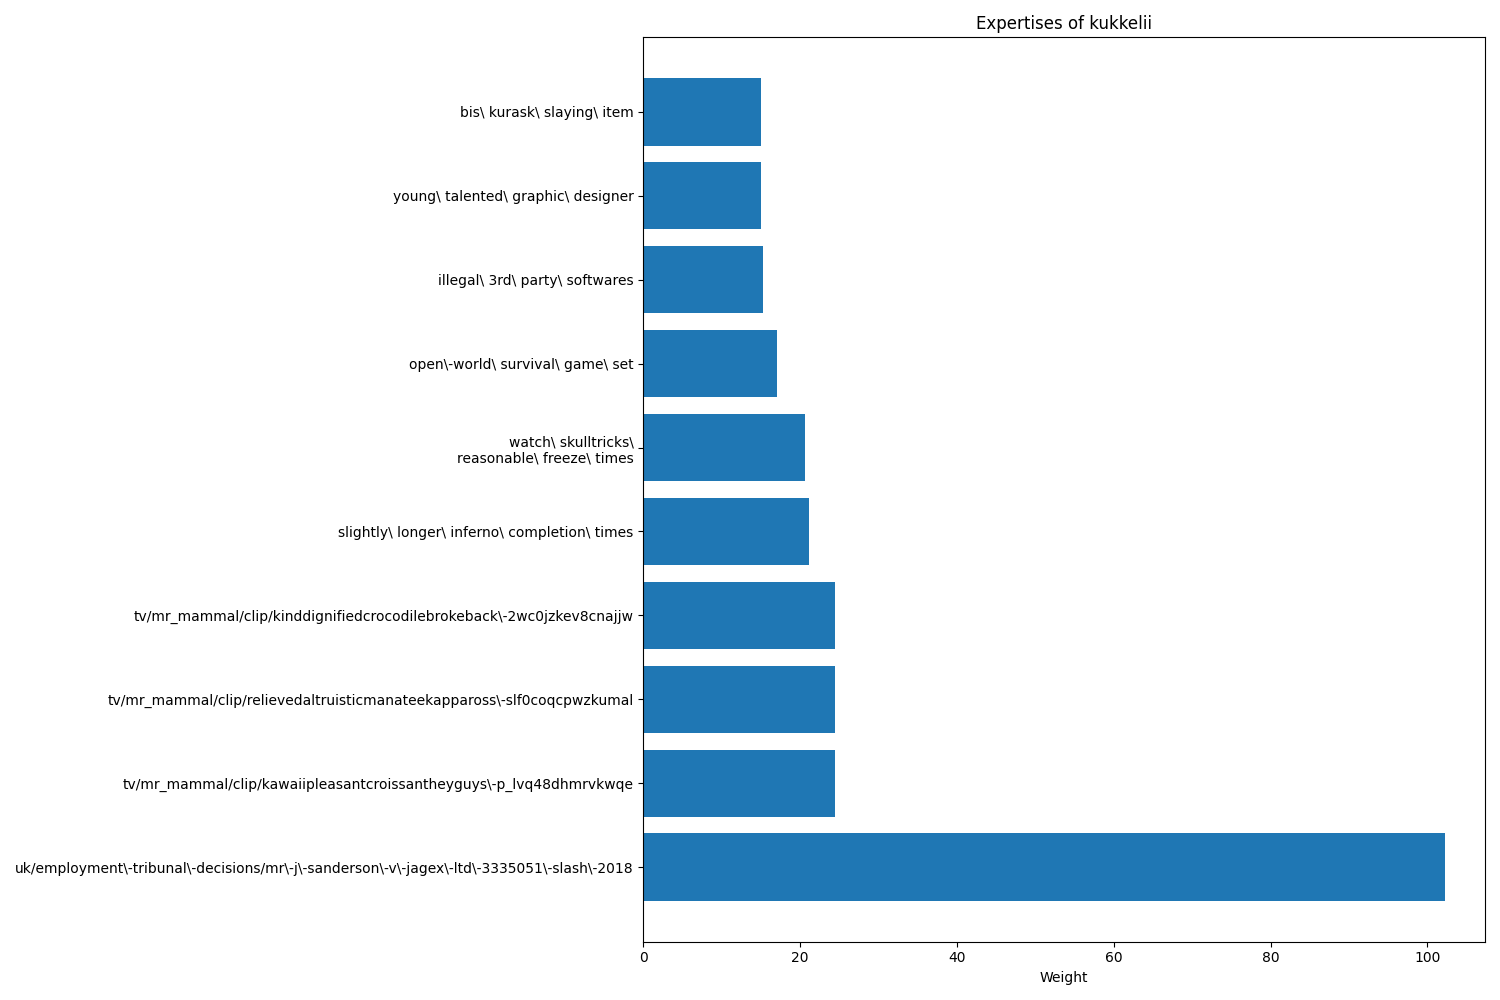 Expertises of kukkelii
bis\ kurask\ slaying\ item
young\ talented\ graphic\ designer
illegal\ 3rd\ party\ softwares
open\-world\ survival\ game\ set
watch\ skulltricks\
reasonable\ freeze\ times
slightly\ longer\ inferno\ completion\ times
tv/mr_mammal/clip/kinddignifiedcrocodilebrokeback\-2wc0jzkev8cnajjw
tv/mr_mammal/clip/relievedaltruisticmanateekappaross\-slf0coqcpwzkumal
tv/mr_mammal/clip/kawaiipleasantcroissantheyguys\-p_lvq48dhmrvkwqe
uk/employment\-tribunal\-decisions/mr\-j\-sanderson\-v\-jagex\-ltd\-3335051\-slash\-2018
0 20 40 60 80 100
Weight